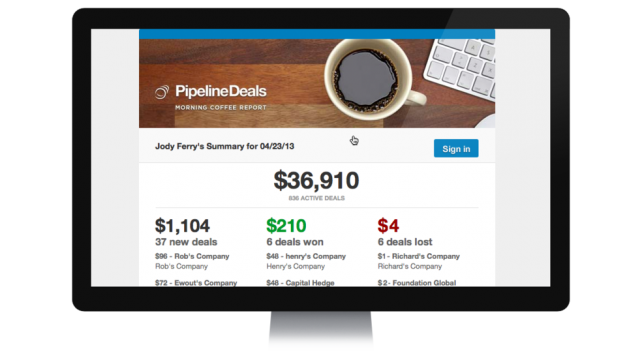 PipelineDeals
MORNING COFFEE REPORT
Jody Ferry's Summary for 04/23/13
Sign in
$36,910
836 ACTIVE DEALS
$1,104
37 new deals
$96 - Rob's Company
Rob's Company
$72 - Ewout's Company
$210
6 deals won
$48 - henry's Company
Henry's Company
$48 - Capital Hedge
$4
6 deals lost
$1 - Richard's Company
Richard's Company
$2 - Foundation Global